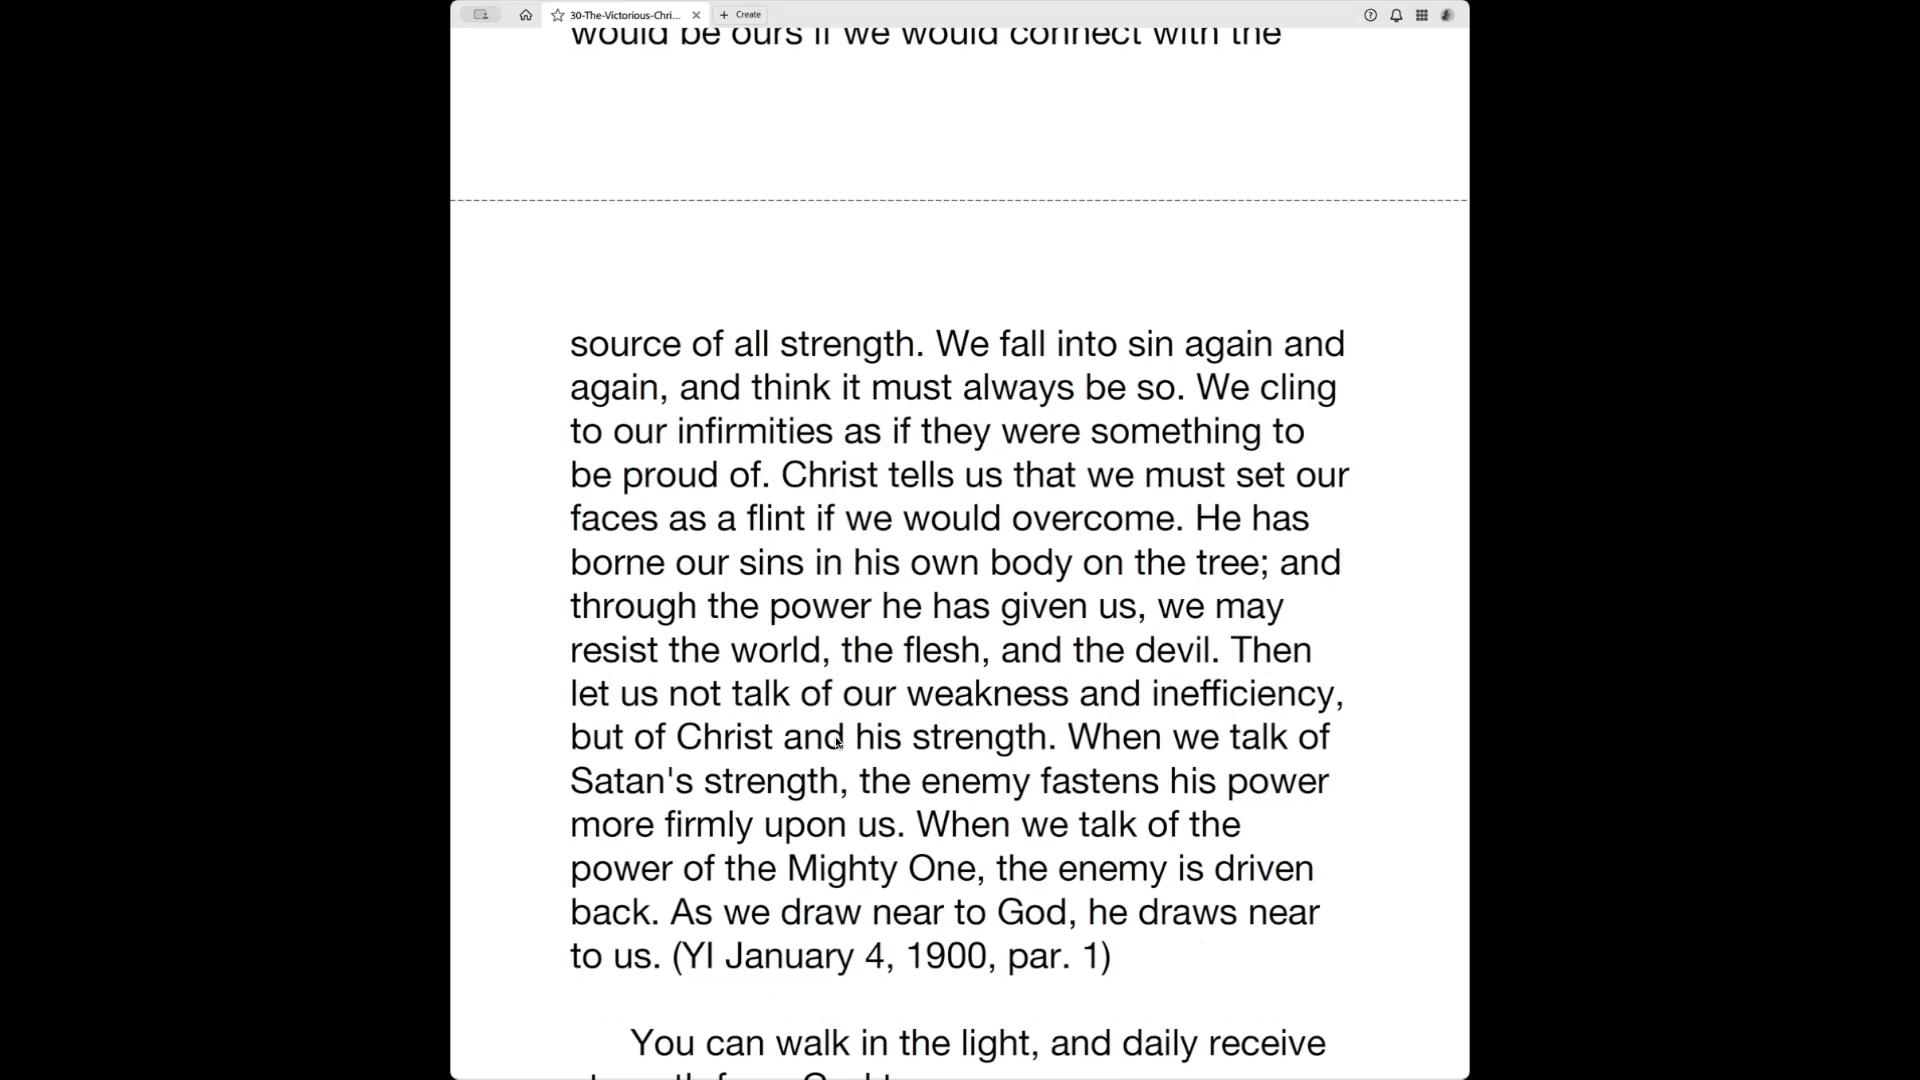 30-The-Victorious-Chri...
Create
would be ours if we would connect with the
source of all strength. We fall into sin again and
again, and think it must always be so. We cling
to our infirmities as if they were something to
be proud of. Christ tells us that we must set our
faces as a flint if we would overcome. He has
borne our sins in his own body on the tree; and
through the power he has given us, we may
resist the world, the flesh, and the devil. Then
let us not talk of our weakness and inefficiency,
but of Christ and his strength. When we talk of
Satan's strength, the enemy fastens his power
more firmly upon us. When we talk of the
power of the Mighty One, the enemy is driven
back. As we draw near to God, he draws near
to us. (YI January 4, 1900, par. 1)
You can walk in the light, and daily receive